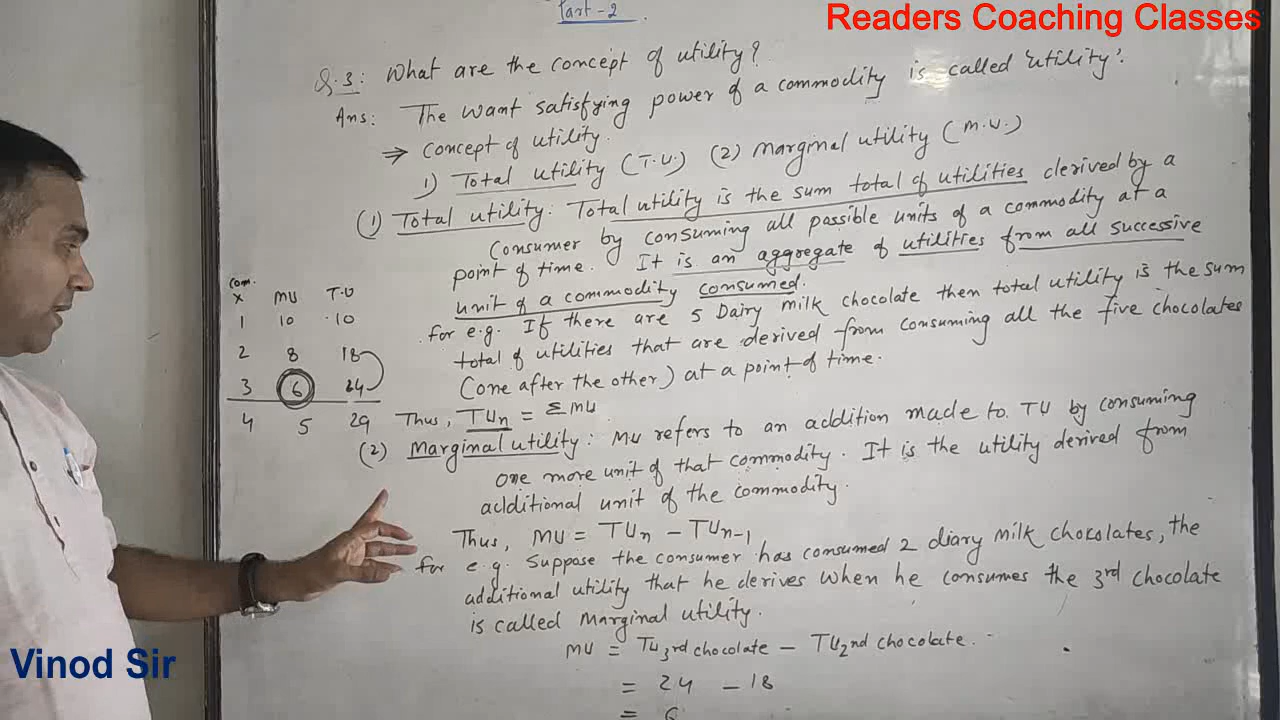 Part-2
Readers Coaching Classes
Q.3: What are the concept of utility?
Ans: The want satisfying power of a commodity is called 'utility'.
⇒ concept of utility.
1) Total utility (T.U.) (2) Marginal utility (M.U.)
(1) Total utility: Total utility is the sum total of utilities derived by a
Consumer by consuming all possible units of a commodity at a
point of time. It is an aggregate of utilities from all successive
unit of a commodity consumed.
for e.g. If there are 5 Dairy milk chocolate then total utility is the sum
total of utilities that are derived from consuming all the five chocolates
(one after the other) at a point of time.
Thus, TUn = Σ MU
com.
X MU T.U
1 10 10
2 8 18
3 6 24
4 5 29
(2) Marginal utility: MU refers to an addition made to TU by consuming
one more unit of that commodity. It is the utility derived from
additional unit of the commodity.
Thus, MU = TUn - TUn-1
for e.g. Suppose the consumer has consumed 2 diary milk chocolates, the
additional utility that he derives when he consumes the 3rd chocolate
is called Marginal utility.
MU = TU3rd chocolate - TU2nd chocolate.
= 24 - 18
= 6
Vinod Sir